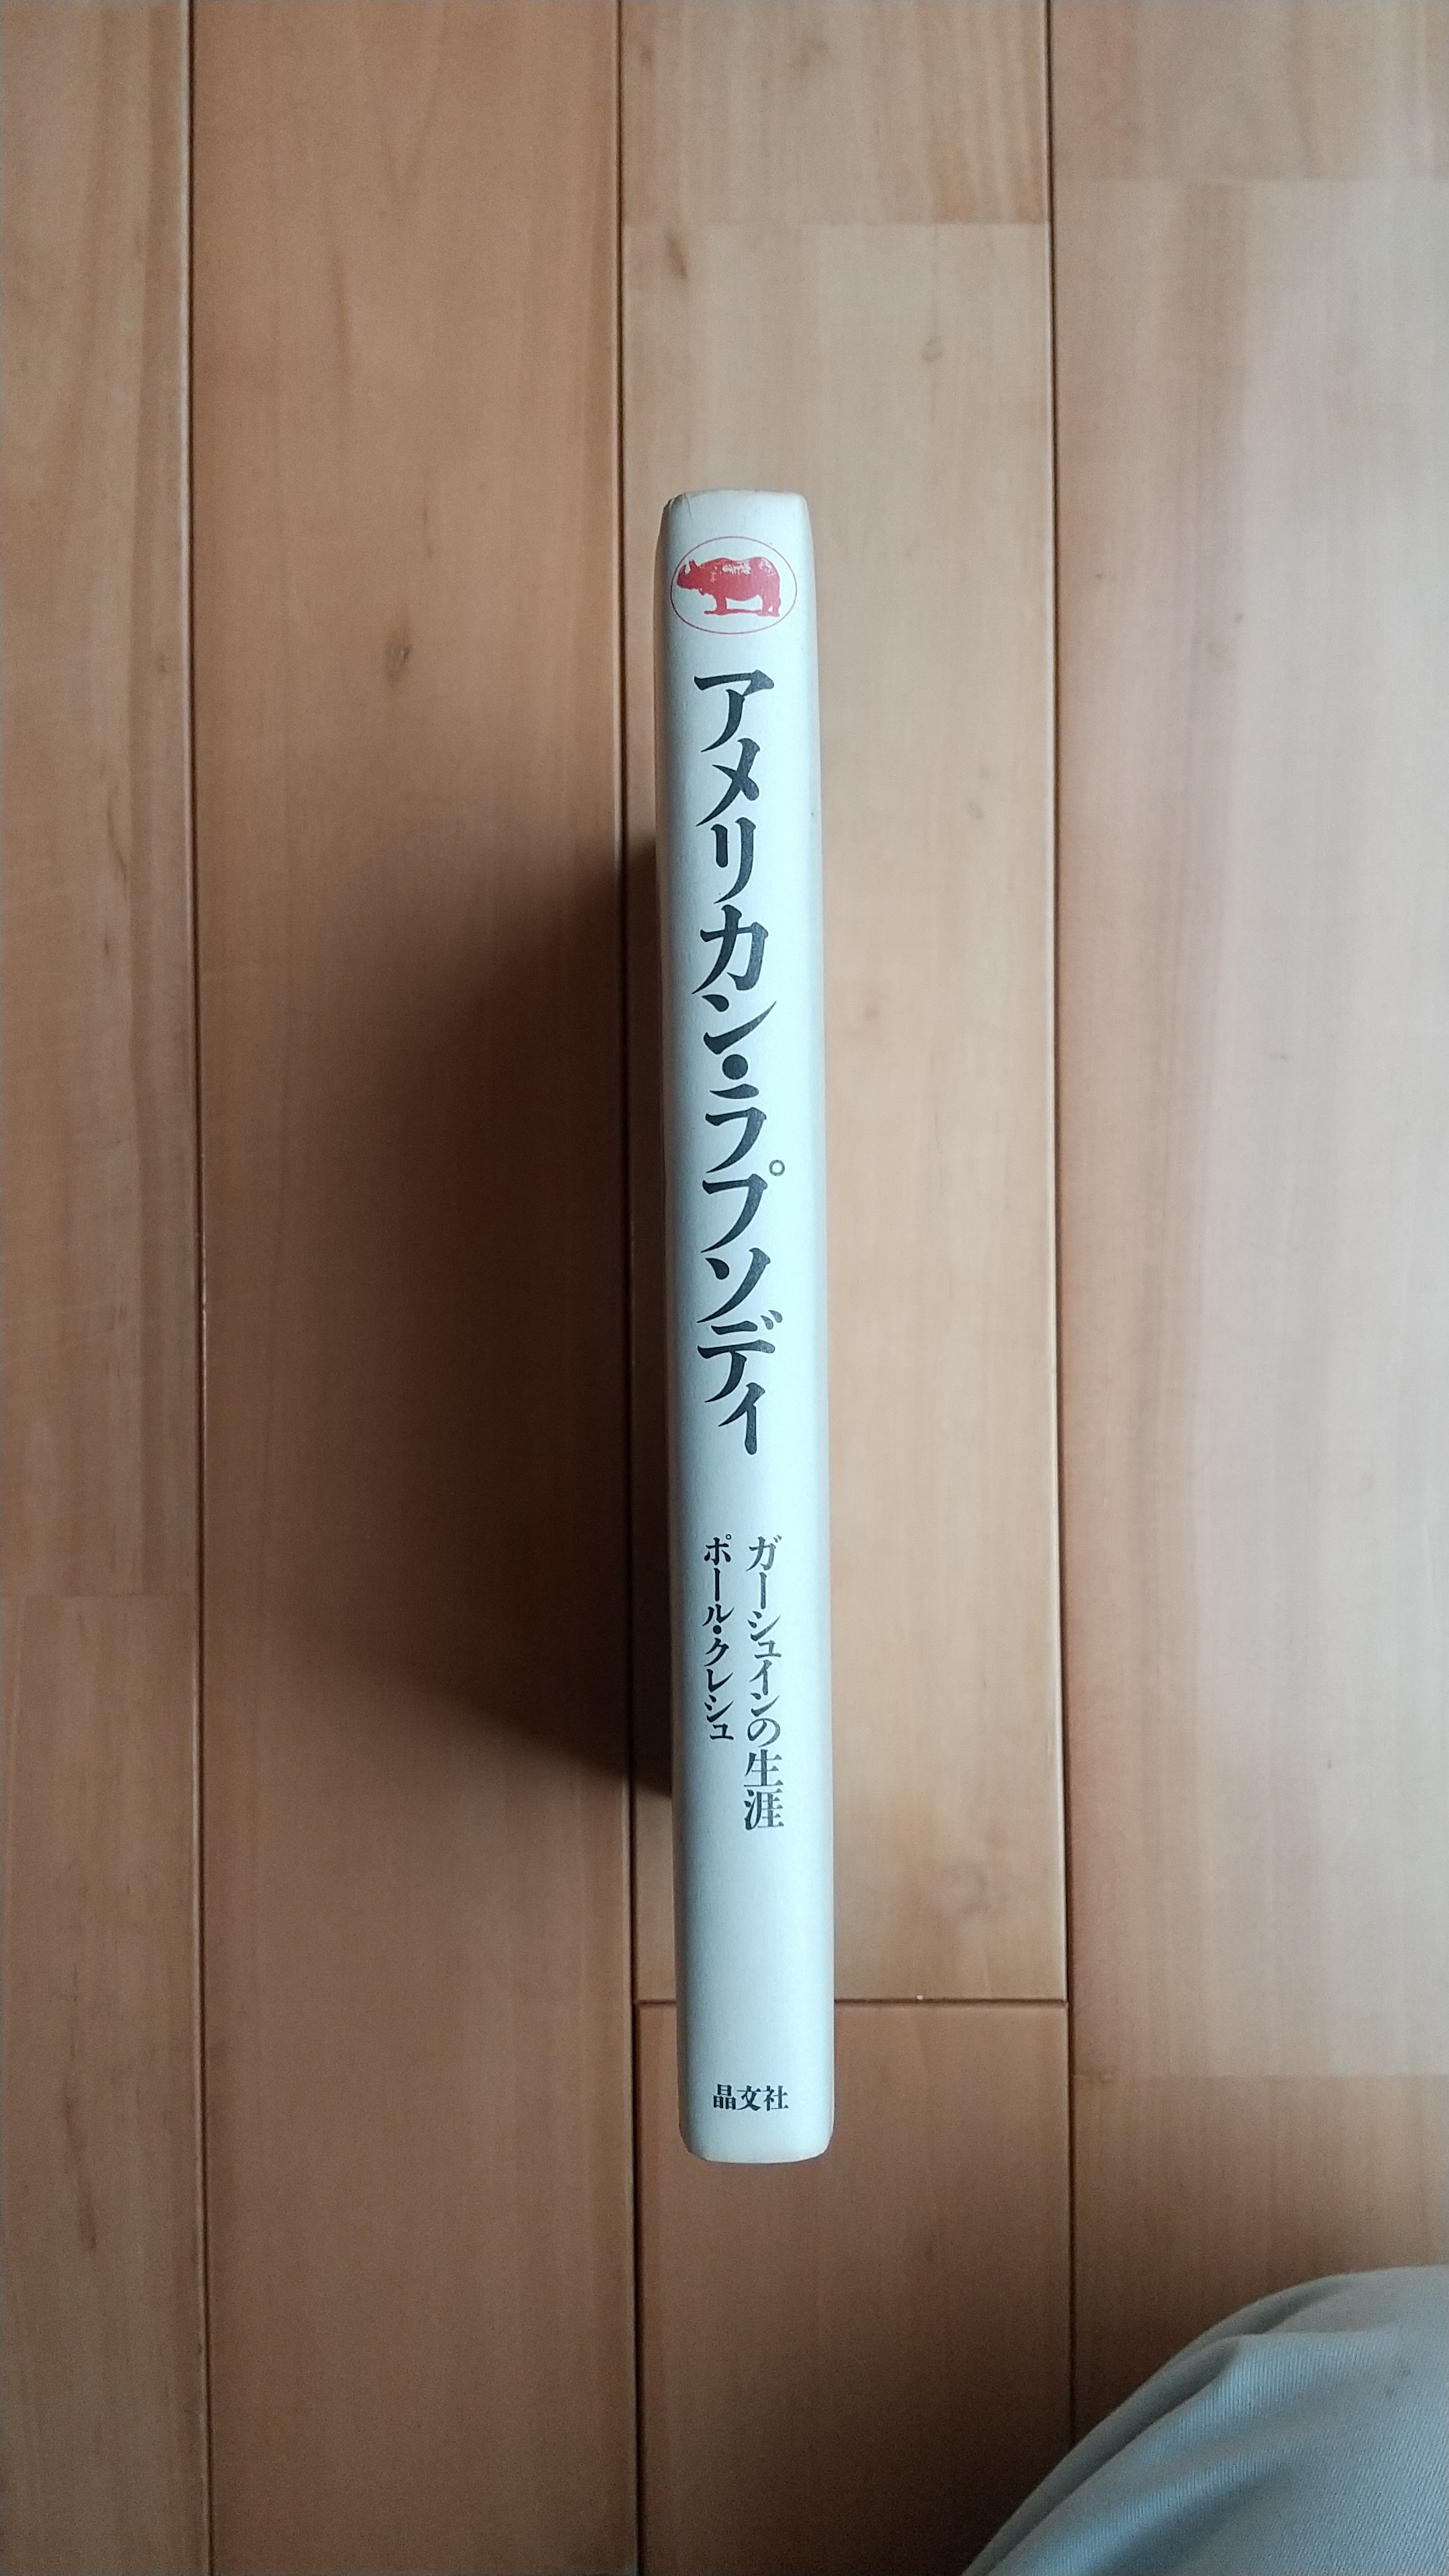 アメリカン・ラプソディ
ガーシュインの生涯
ポール・クレシュ
晶文社